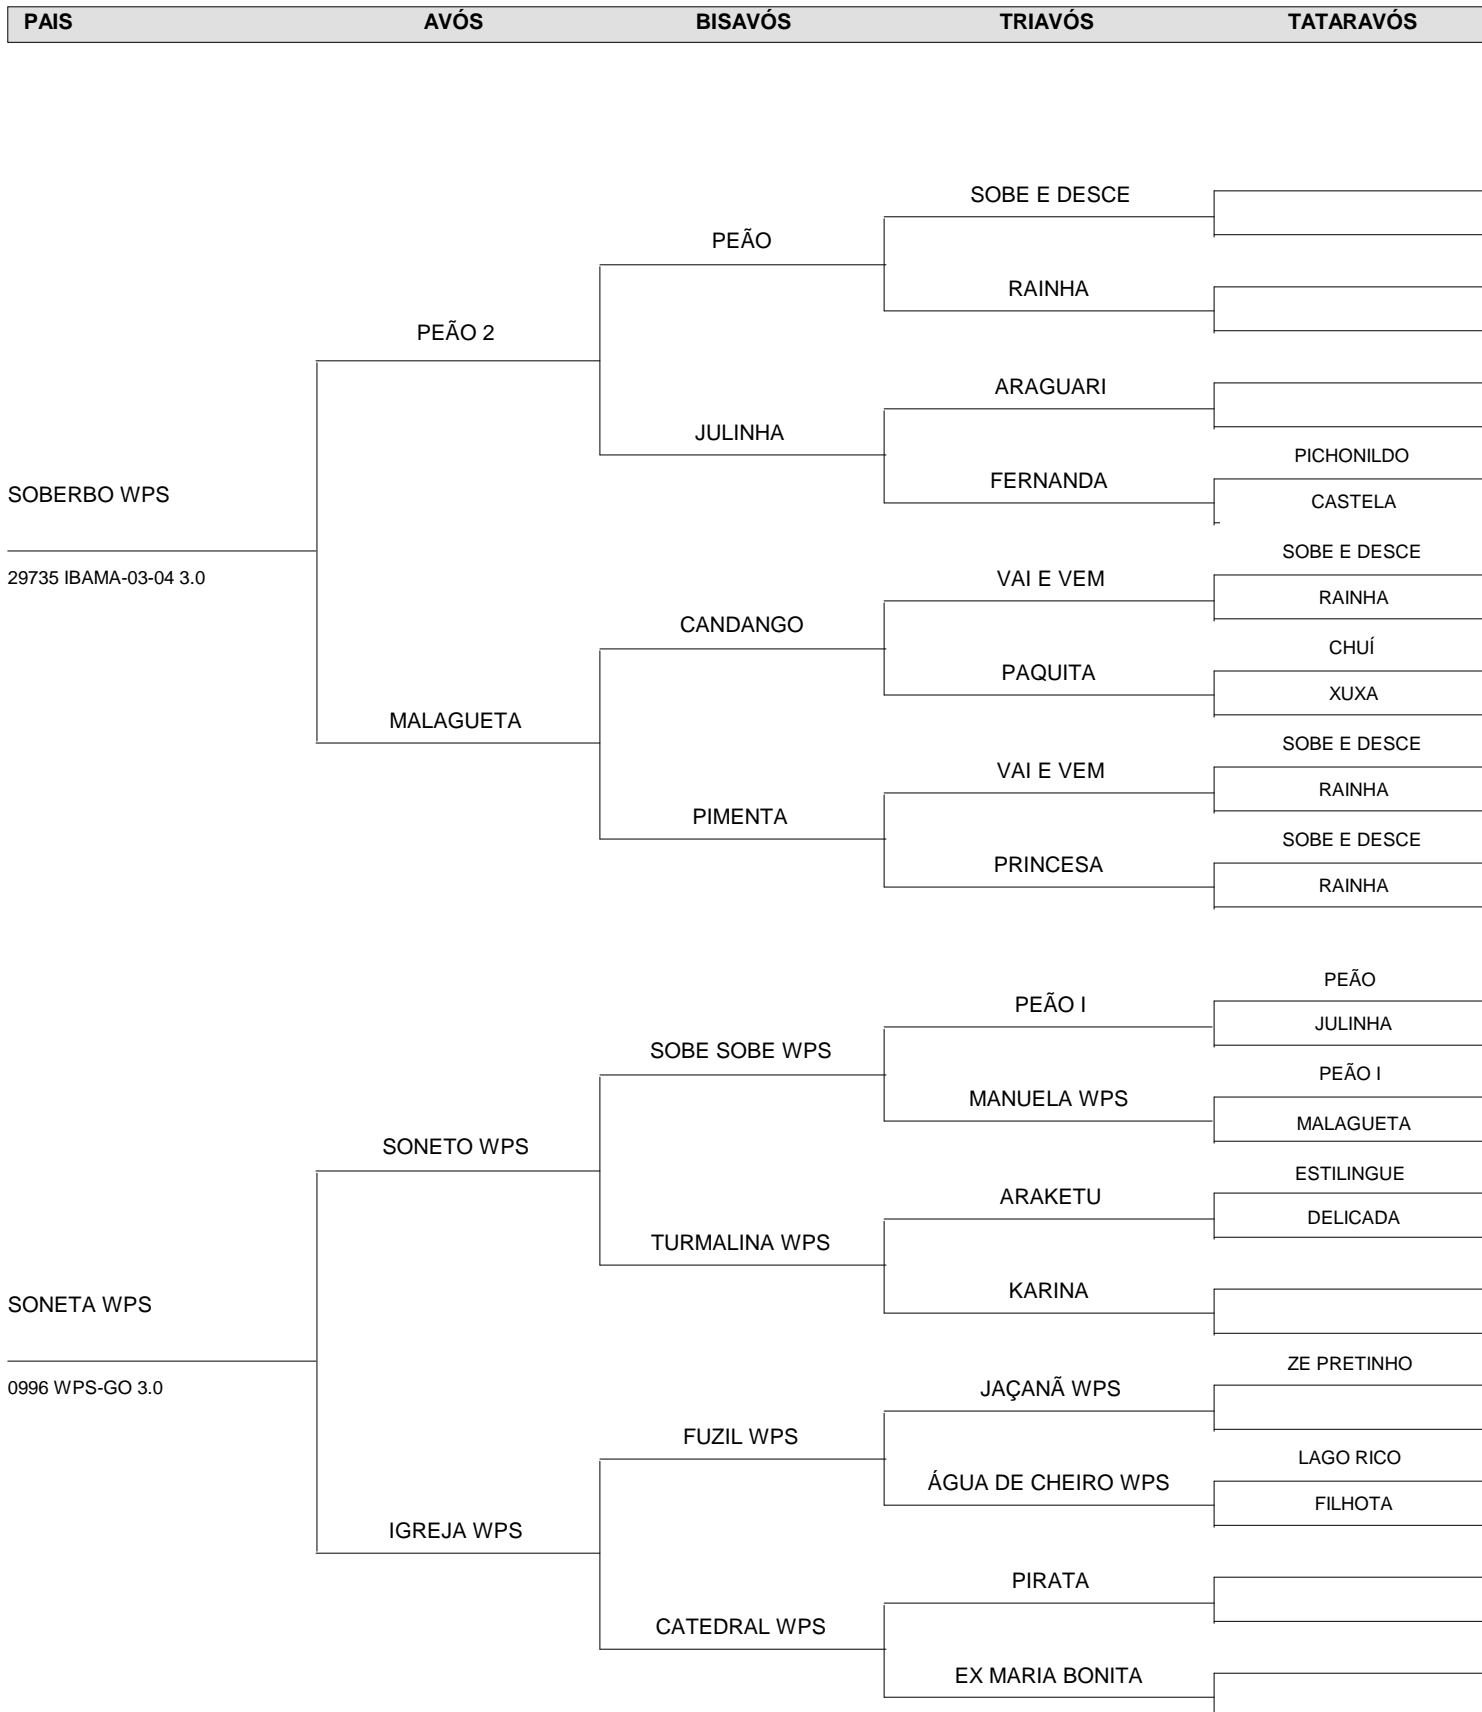 PAIS AVÓS BISAVÓS TRIAVÓS TATARAVÓS
SOBE E DESCE
PEÃO
RAINHA
PEÃO 2
ARAGUARI
JULINHA
PICHONILDO
FERNANDA
SOBERBO WPS
CASTELA
SOBE E DESCE
29735 IBAMA-03-04 3.0
VAI E VEM
RAINHA
CANDANGO
CHUÍ
PAQUITA
XUXA
MALAGUETA
SOBE E DESCE
VAI E VEM
RAINHA
PIMENTA
SOBE E DESCE
PRINCESA
RAINHA
PEÃO
PEÃO I
JULINHA
SOBE SOBE WPS
PEÃO I
MANUELA WPS
MALAGUETA
SONETO WPS
ESTILINGUE
ARAKETU
DELICADA
TURMALINA WPS
KARINA
SONETA WPS
ZE PRETINHO
0996 WPS-GO 3.0
JAÇANÃ WPS
FUZIL WPS
LAGO RICO
ÁGUA DE CHEIRO WPS
FILHOTA
IGREJA WPS
PIRATA
CATEDRAL WPS
EX MARIA BONITA